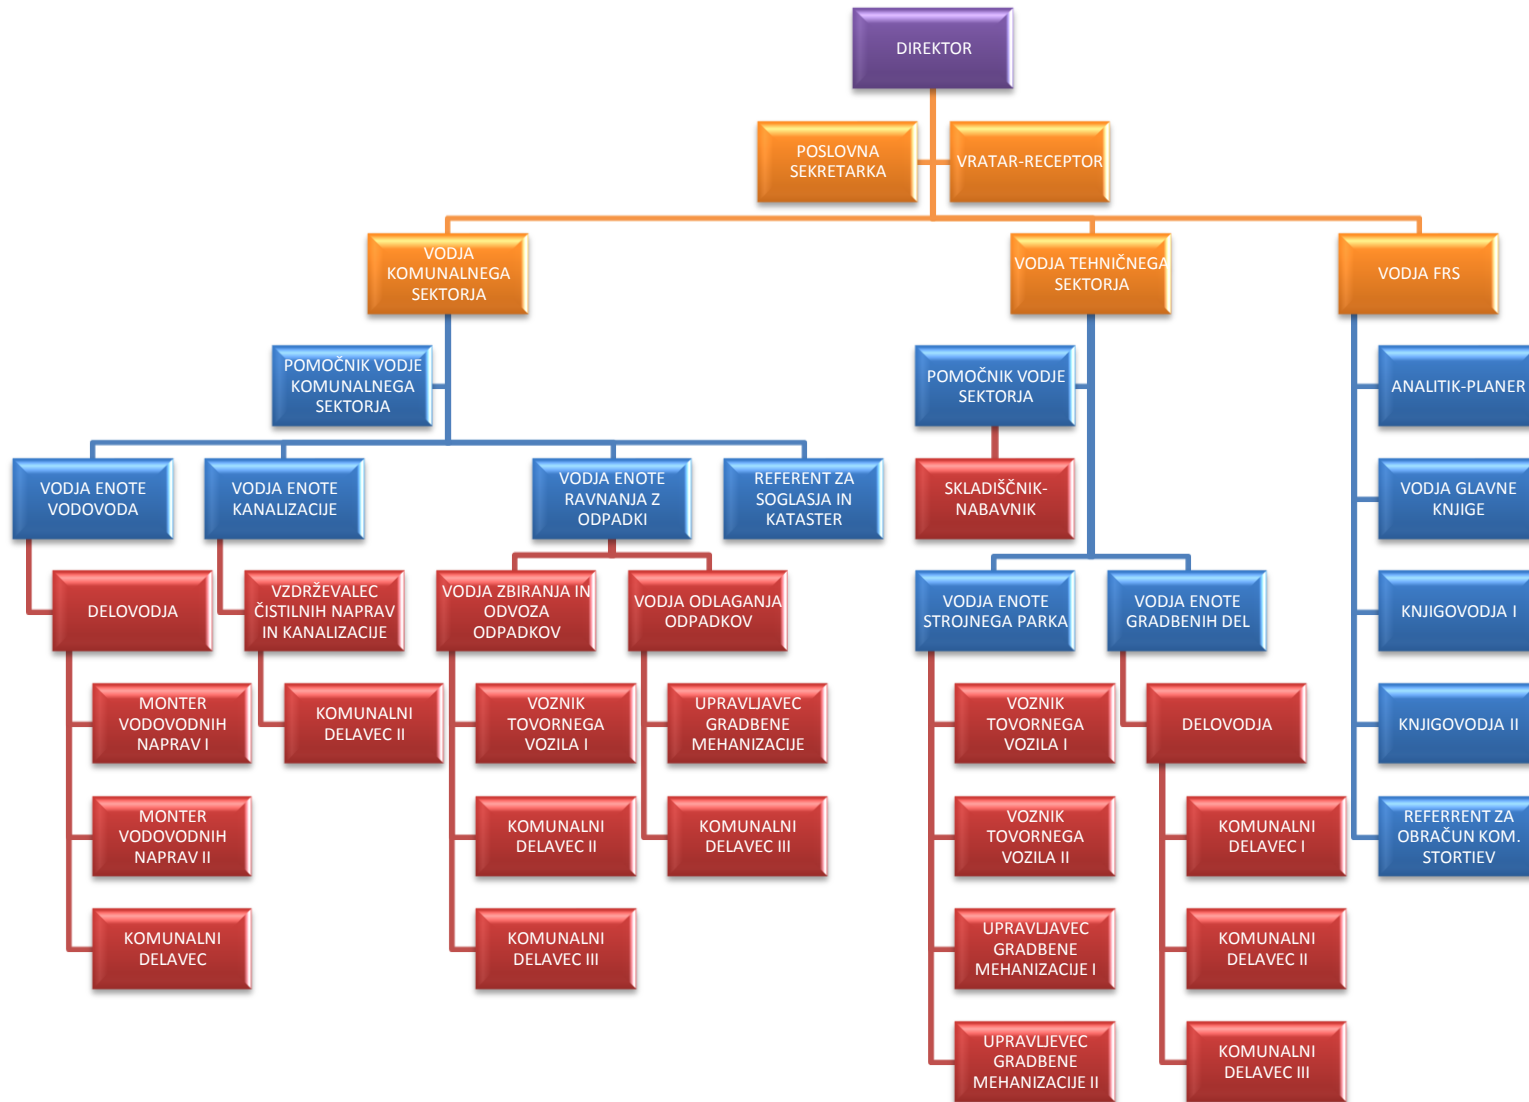 DIREKTOR
POSLOVNA
SEKRETARKA
VRATAR-RECEPTOR
VODJA
KOMUNALNEGA
SEKTORJA
VODJA TEHNIČNEGA
SEKTORJA
VODJA FRS
POMOČNIK VODJE
KOMUNALNEGA
SEKTORJA
POMOČNIK VODJE
SEKTORJA
ANALITIK-PLANER
VODJA ENOTE
VODOVODA
VODJA ENOTE
KANALIZACIJE
VODJA ENOTE
RAVNANJA Z
ODPADKI
REFERENT ZA
SOGLASJA IN
KATASTER
SKLADIŠČNIK-
NABAVNIK
VODJA GLAVNE
KNJIGE
DELOVODJA
VZDRŽEVALEC
ČISTILNIH NAPRAV
IN KANALIZACIJE
VODJA ZBIRANJA IN
ODVOZA
ODPADKOV
VODJA ODLAGANJA
ODPADKOV
VODJA ENOTE
STROJNEGA PARKA
VODJA ENOTE
GRADBENIH DEL
KNJIGOVODJA I
MONTER
VODOVODNIH
NAPRAV I
KOMUNALNI
DELAVEC II
VOZNIK
TOVORNEGA
VOZILA I
UPRAVLJAVEC
GRADBENE
MEHANIZACIJE
VOZNIK
TOVORNEGA
VOZILA I
DELOVODJA
KNJIGOVODJA II
MONTER
VODOVODNIH
NAPRAV II
KOMUNALNI
DELAVEC II
KOMUNALNI
DELAVEC III
VOZNIK
TOVORNEGA
VOZILA II
KOMUNALNI
DELAVEC I
REFERRENT ZA
OBRAČUN KOM.
STORTIEV
KOMUNALNI
DELAVEC
KOMUNALNI
DELAVEC III
UPRAVLJAVEC
GRADBENE
MEHANIZACIJE I
KOMUNALNI
DELAVEC II
UPRAVLJEVEC
GRADBENE
MEHANIZACIJE II
KOMUNALNI
DELAVEC III